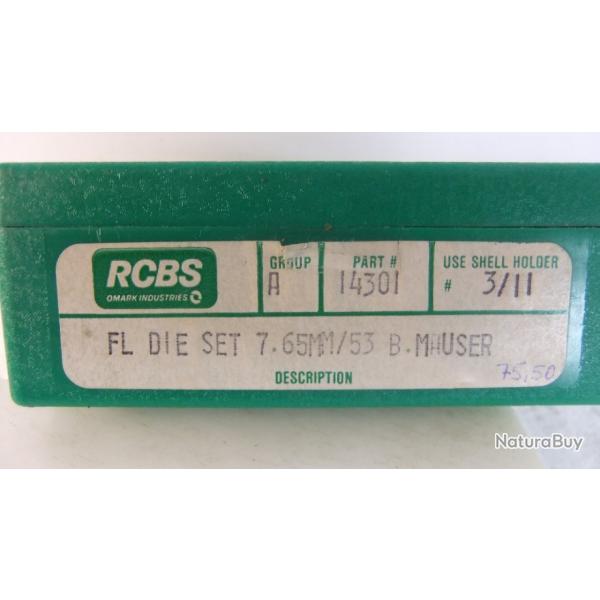 RCBS
OMARK INDUSTRIES
GROUP
A
PART #
14301
USE SHELL HOLDER
# 3/11
FL DIE SET 7.65MM/53 B.MAUSER
DESCRIPTION
75,50
NaturaBuy